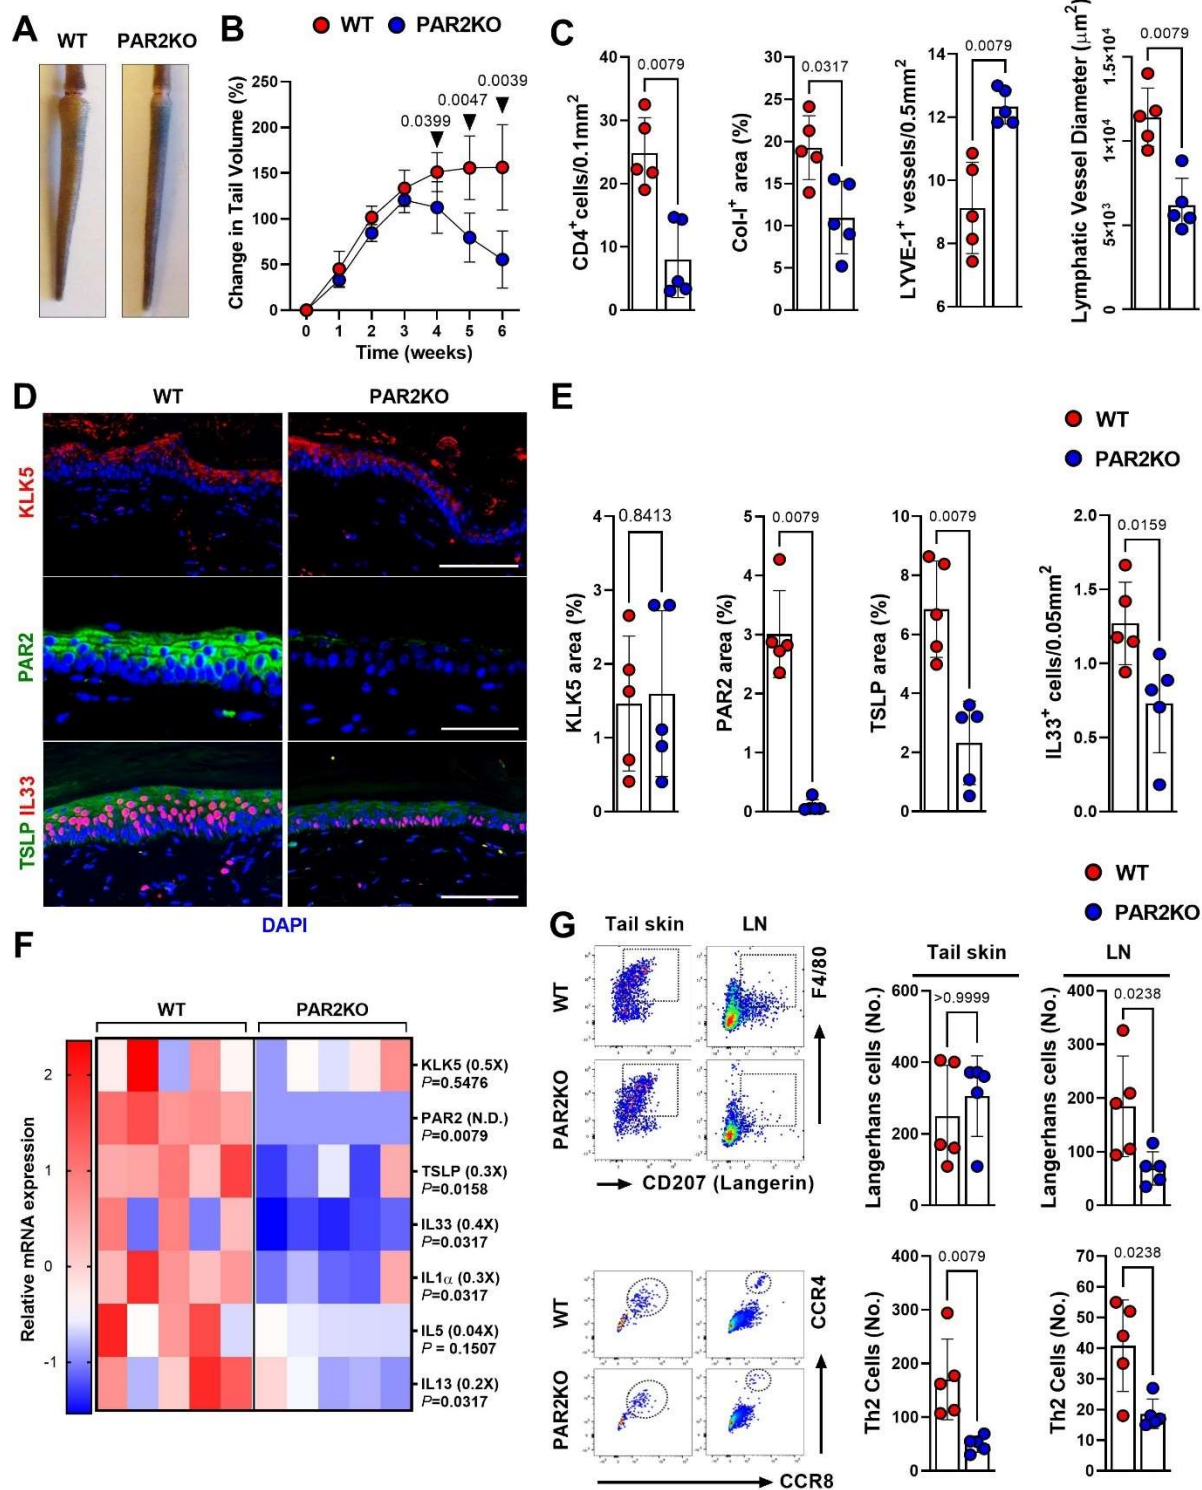 A
WT
PAR2KO
B
WT
PAR2KO
Change in Tail Volume (%)
250
200
150
100
50
0
0.0399
0.0047
0.0039
0 1 2 3 4 5 6
Time (weeks)
C
CD4+ cells/0.1mm2
40
30
20
10
0
0.0079
Col-I+ area (%)
30
25
20
15
10
5
0
0.0317
LYVE-1+ vessels/0.5mm2
14
12
10
8
6
0.0079
Lymphatic Vessel Diameter (μm2)
1.5×10⁴
1×10⁴
5×10³
0
0.0079
D
WT
PAR2KO
KLK5
PAR2
TSLP IL33
DAPI
E
WT
PAR2KO
KLK5 area (%)
4
3
2
1
0
0.8413
PAR2 area (%)
5
4
3
2
1
0
0.0079
TSLP area (%)
10
8
6
4
2
0
0.0079
IL33+ cells/0.05mm2
2.0
1.5
1.0
0.5
0.0
0.0159
F
WT
PAR2KO
Relative mRNA expression
2
1
0
-1
KLK5 (0.5X)
P=0.5476
PAR2 (N.D.)
P=0.0079
TSLP (0.3X)
P=0.0158
IL33 (0.4X)
P=0.0317
IL1α (0.3X)
P=0.0317
IL5 (0.04X)
P = 0.1507
IL13 (0.2X)
P=0.0317
G
Tail skin
LN
WT
PAR2KO
F4/80
CD207 (Langerin)
WT
PAR2KO
CCR4
CCR8
WT
PAR2KO
Tail skin
LN
Langerhans cells (No.)
600
400
200
0
>0.9999
Langerhans cells (No.)
400
300
200
100
0
0.0238
Th2 Cells (No.)
400
300
200
100
0
0.0079
Th2 Cells (No.)
70
60
50
40
30
20
10
0
0.0238